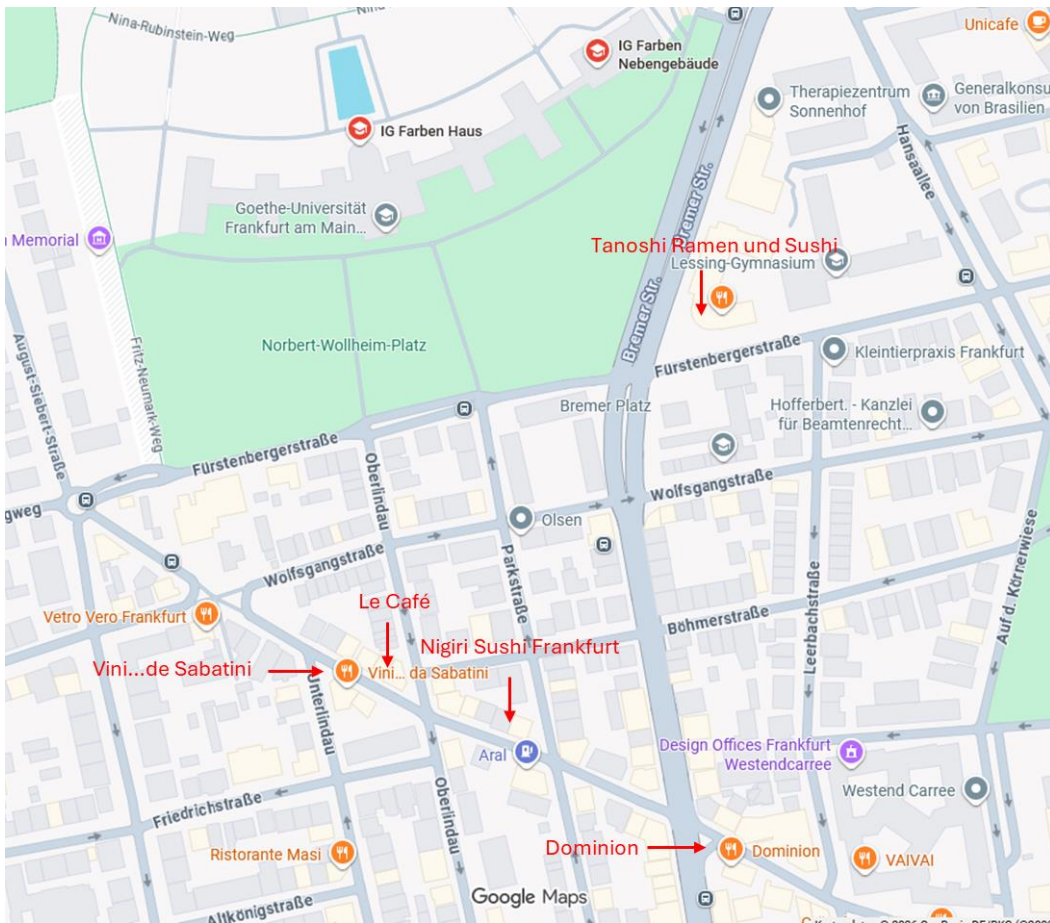 Nina-Rubinstein-Weg
Unicafe
IG Farben
Nebengebäude
Therapiezentrum
Sonnenhof
Generalkonsu
von Brasilien
IG Farben Haus
Hansaallee
Bremer Str.
Goethe-Universität
Frankfurt am Main...
Memorial
Tanoshi Ramen und Sushi
Lessing-Gymnasium
Bremer Str.
Norbert-Wollheim-Platz
Fritz-Neumark-Weg
August-Siebert-Straße
Fürstenbergerstraße
Kleintierpraxis Frankfurt
Bremer Platz
Hofferbert. - Kanzlei
für Beamtenrecht...
Fürstenbergerstraße
Oberlindau
Wolfsgangstraße
gweg
Olsen
Wolfsgangstraße
Parkstraße
Le Café
Vetro Vero Frankfurt
Böhmerstraße
Leerbachstraße
Auf d. Körnerwiese
Nigiri Sushi Frankfurt
Vini...de Sabatini
Vini... da Sabatini
Unterlindau
Aral
Design Offices Frankfurt
Westendcarree
Westend Carree
Friedrichstraße
Oberlindau
Ristorante Masi
Dominion
Dominion
VAIVAI
Google Maps
Altkönigstraße